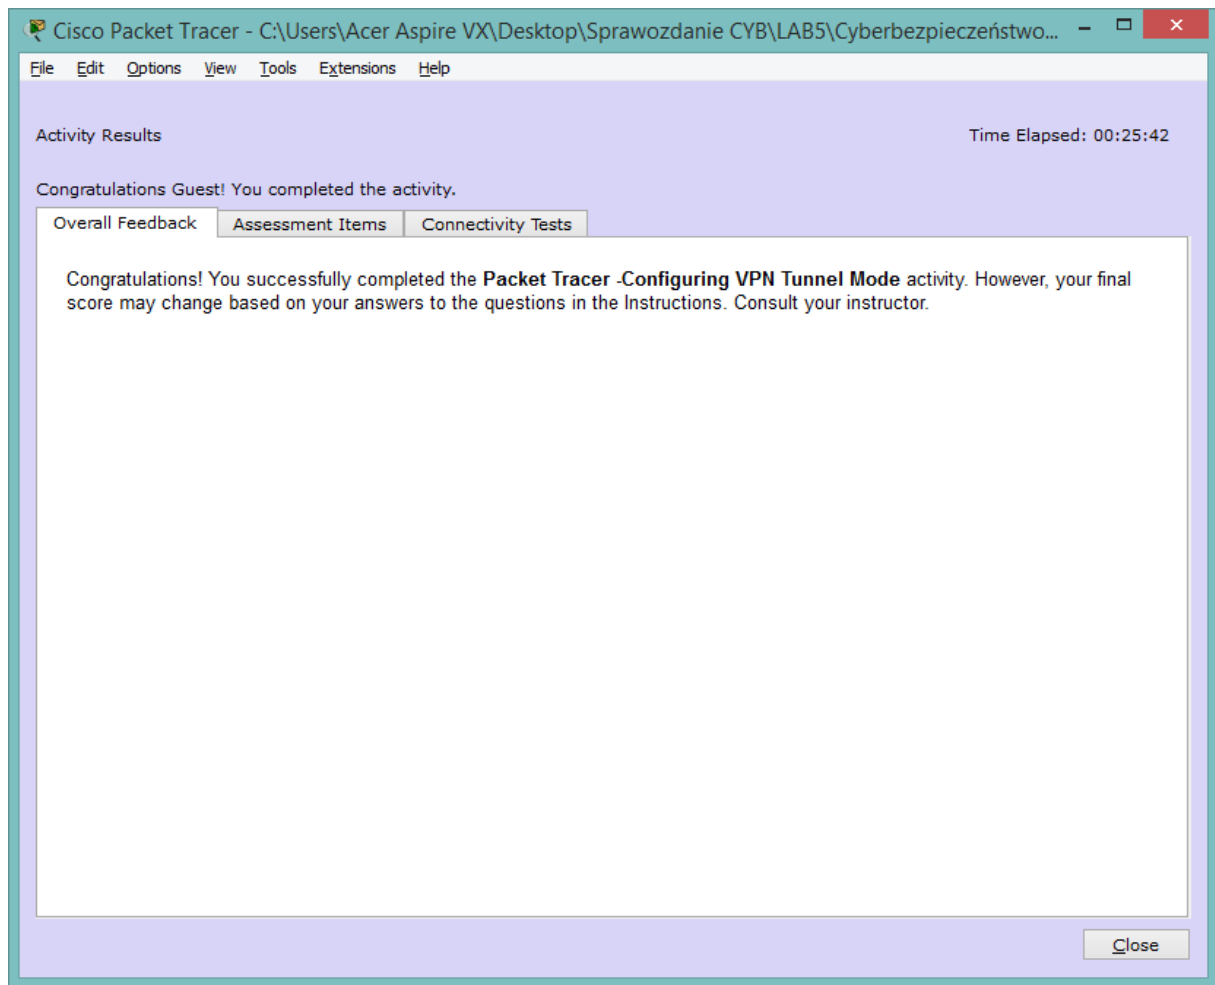 Cisco Packet Tracer - C:\Users\Acer Aspire VX\Desktop\Sprawozdanie CYB\LAB5\Cyberbezpieczeństwo...
File Edit Options View Tools Extensions Help
Activity Results Time Elapsed: 00:25:42
Congratulations Guest! You completed the activity.
Overall Feedback Assessment Items Connectivity Tests
Congratulations! You successfully completed the Packet Tracer -Configuring VPN Tunnel Mode activity. However, your final
score may change based on your answers to the questions in the Instructions. Consult your instructor.
Close